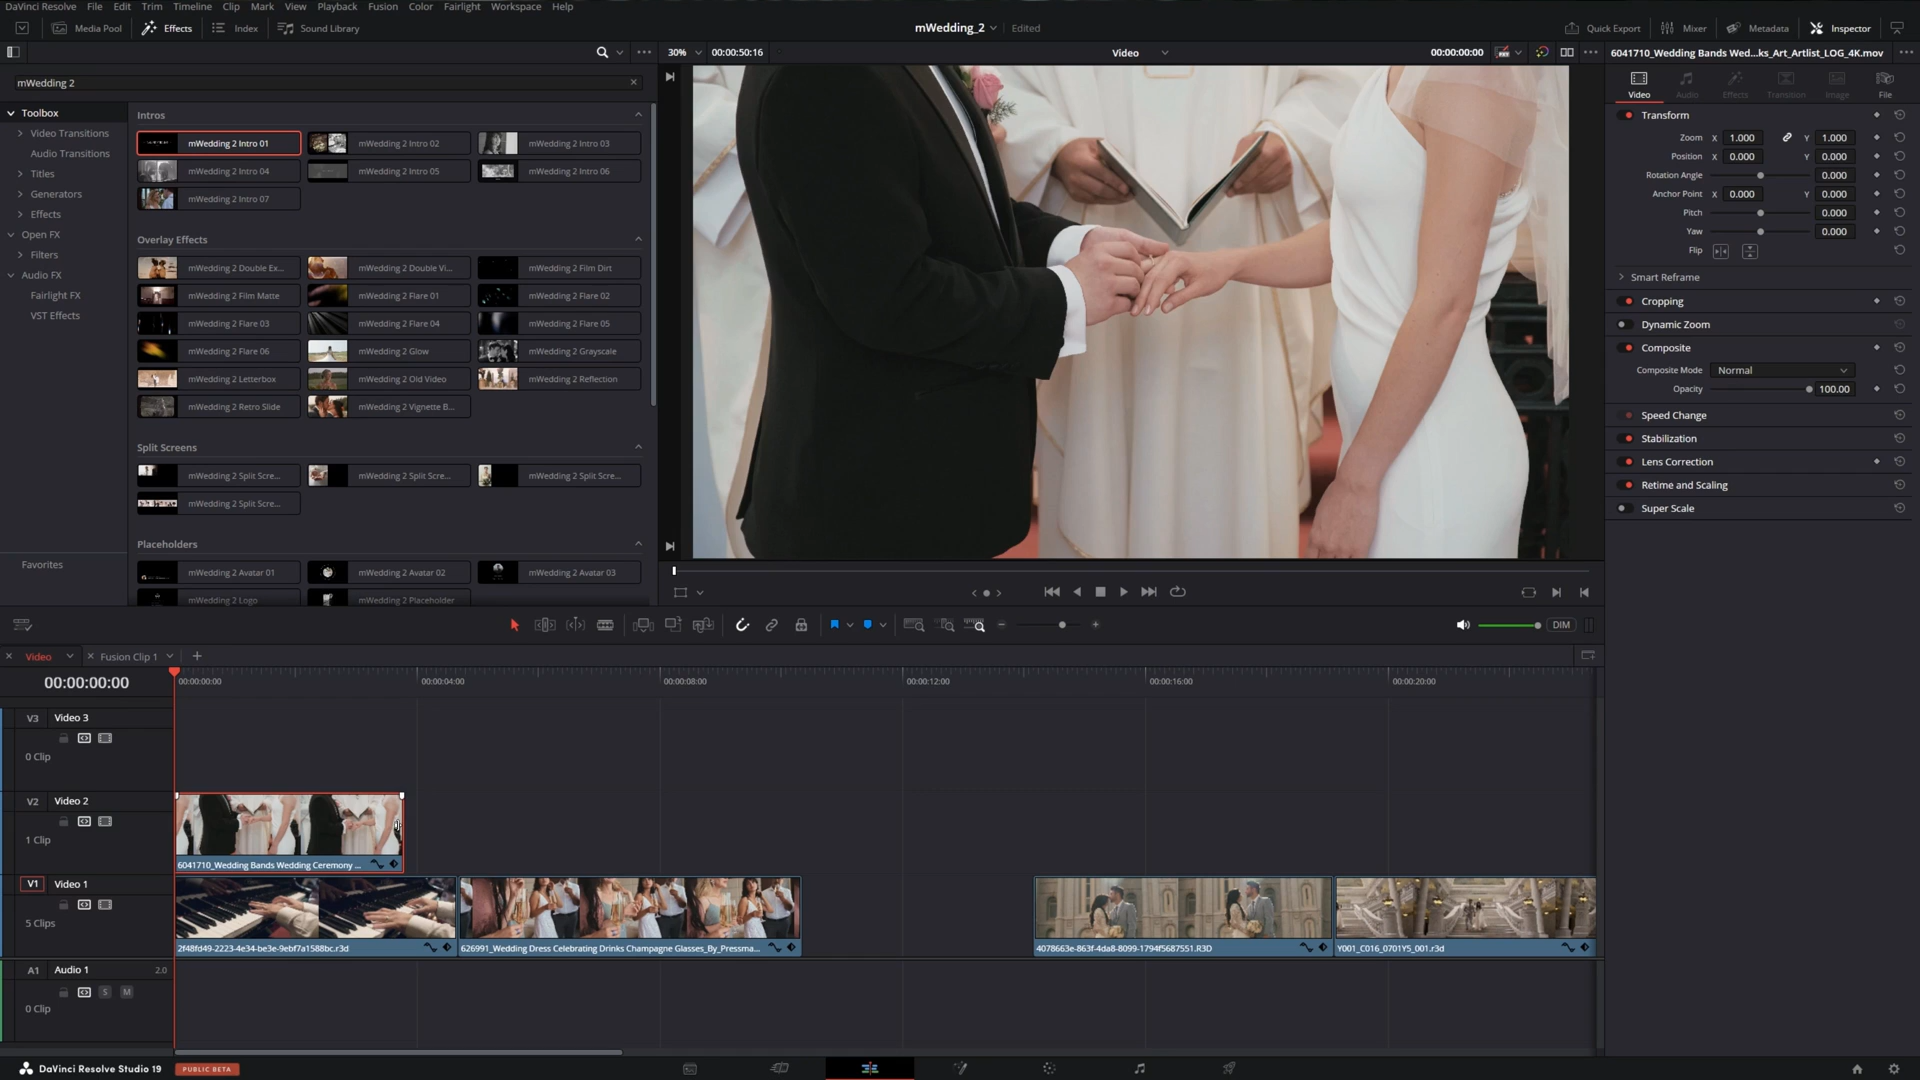 DaVinci Resolve File Edit Trim Timeline Clip Mark View Playback Fusion Color Fairlight Workspace Help
Media Pool Effects Index Sound Library mWedding_2 Edited Quick Export Mixer Metadata Inspector
30% 00:00:50:16 Video 00:00:00:00 6041710_Wedding Bands Wed...ks_Art_Artlist_LOG_4K.mov
mWedding 2
Video Audio Effects Transition Image File
Toolbox
Video Transitions
Audio Transitions
Titles
Generators
Effects
Open FX
Filters
Audio FX
Fairlight FX
VST Effects
Favorites
Intros
mWedding 2 Intro 01 mWedding 2 Intro 02 mWedding 2 Intro 03
mWedding 2 Intro 04 mWedding 2 Intro 05 mWedding 2 Intro 06
mWedding 2 Intro 07
Overlay Effects
mWedding 2 Double Ex... mWedding 2 Double Vi... mWedding 2 Film Dirt
mWedding 2 Film Matte mWedding 2 Flare 01 mWedding 2 Flare 02
mWedding 2 Flare 03 mWedding 2 Flare 04 mWedding 2 Flare 05
mWedding 2 Flare 06 mWedding 2 Glow mWedding 2 Grayscale
mWedding 2 Letterbox mWedding 2 Old Video mWedding 2 Reflection
mWedding 2 Retro Slide mWedding 2 Vignette B...
Split Screens
mWedding 2 Split Scre... mWedding 2 Split Scre... mWedding 2 Split Scre...
mWedding 2 Split Scre...
Placeholders
mWedding 2 Avatar 01 mWedding 2 Avatar 02 mWedding 2 Avatar 03
mWedding 2 Logo mWedding 2 Placeholder
Transform
Zoom X 1.000 Y 1.000
Position X 0.000 Y 0.000
Rotation Angle 0.000
Anchor Point X 0.000 Y 0.000
Pitch 0.000
Yaw 0.000
Flip
Smart Reframe
Cropping
Dynamic Zoom
Composite
Composite Mode Normal
Opacity 100.00
Speed Change
Stabilization
Lens Correction
Retime and Scaling
Super Scale
DIM
Video Fusion Clip 1
00:00:00:00 00:00:00:00 00:00:04:00 00:00:08:00 00:00:12:00 00:00:16:00 00:00:20:00
V3 Video 3
0 Clip
V2 Video 2
1 Clip
6041710_Wedding Bands Wedding Ceremony ...
V1 Video 1
5 Clips
2f48fd49-2223-4e34-be3e-9ebf7a1588bc.r3d 626991_Wedding Dress Celebrating Drinks Champagne Glasses_By_Pressma... 4078663e-863f-4da8-8099-1794f5687551.R3D Y001_C016_0701Y5_001.r3d
A1 Audio 1 2.0
S M
0 Clip
DaVinci Resolve Studio 19 PUBLIC BETA